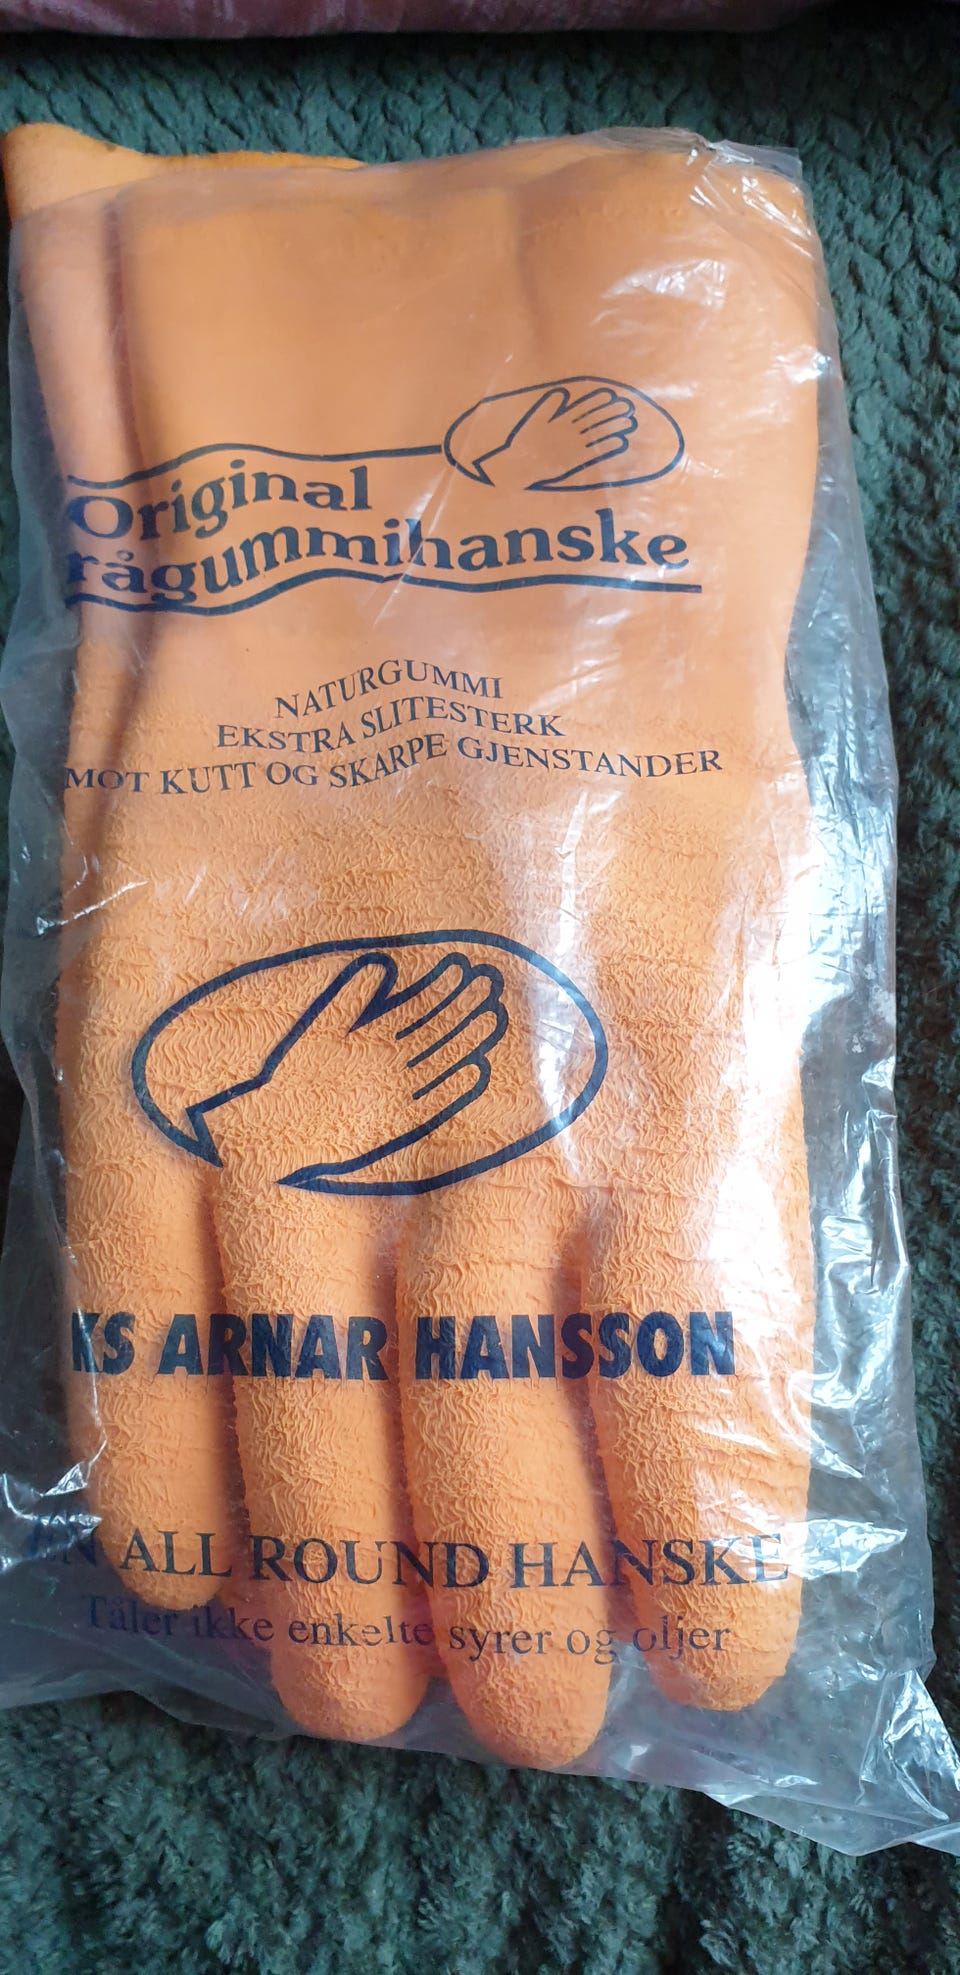 Original
rågummihanske
NATURGUMMI
EKSTRA SLITESTERK
MOT KUTT OG SKARPE GJENSTANDER
KS ARNAR HANSSON
EN ALL ROUND HANSKE
Tåler ikke enkelte syrer og oljer